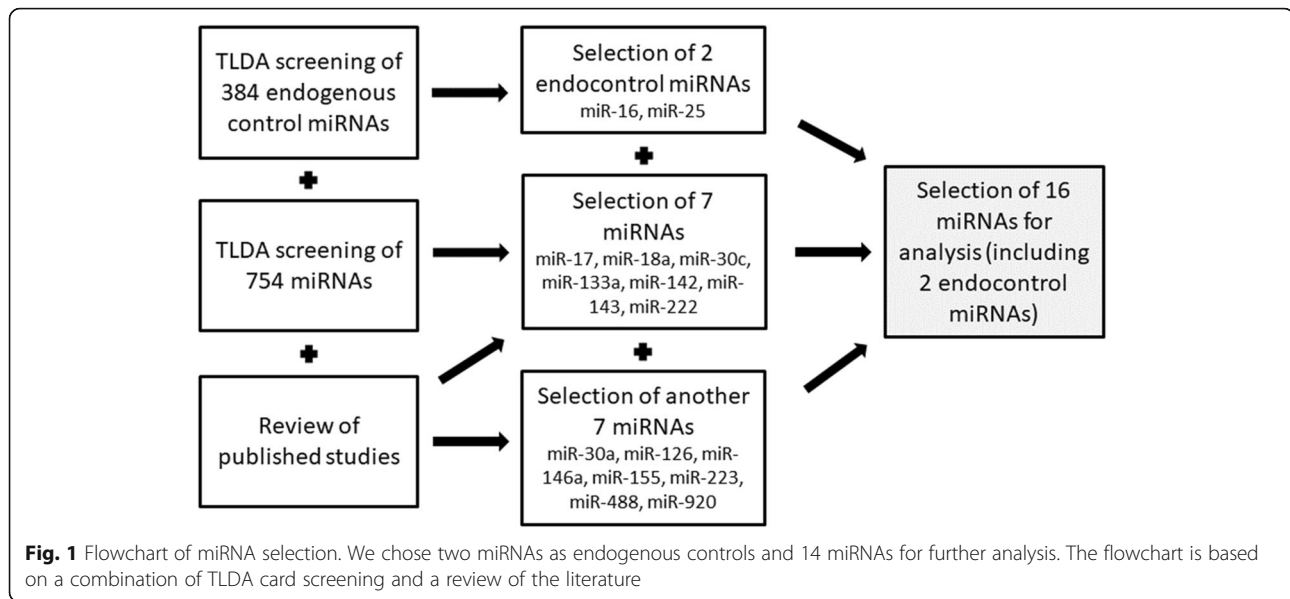 TLDA screening of
384 endogenous
control miRNAs
Selection of 2
endocontrol miRNAs
miR-16, miR-25
TLDA screening of
754 miRNAs
Selection of 7
miRNAs
miR-17, miR-18a, miR-30c,
miR-133a, miR-142, miR-
143, miR-222
Selection of 16
miRNAs for
analysis (including
2 endocontrol
miRNAs)
Review of
published studies
Selection of another
7 miRNAs
miR-30a, miR-126, miR-
146a, miR-155, miR-223,
miR-488, miR-920
Fig. 1 Flowchart of miRNA selection. We chose two miRNAs as endogenous controls and 14 miRNAs for further analysis. The flowchart is based
on a combination of TLDA card screening and a review of the literature